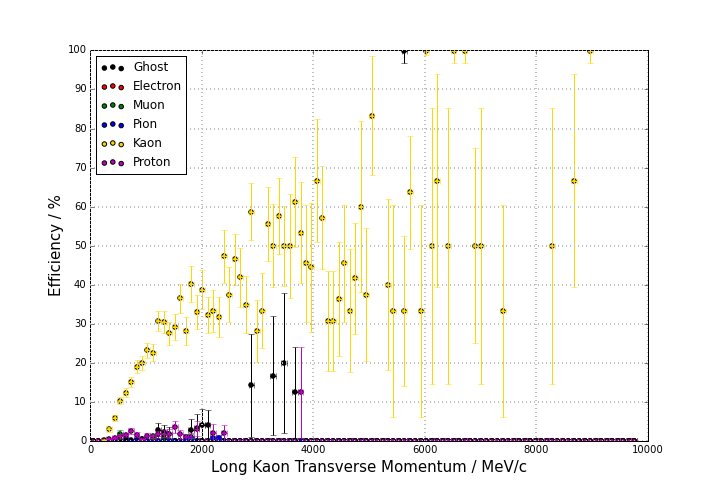 100
90
80
70
60
50
40
30
20
10
0
Efficiency / %
Ghost
Electron
Muon
Pion
Kaon
Proton
0 2000 4000 6000 8000 10000
Long Kaon Transverse Momentum / MeV/c